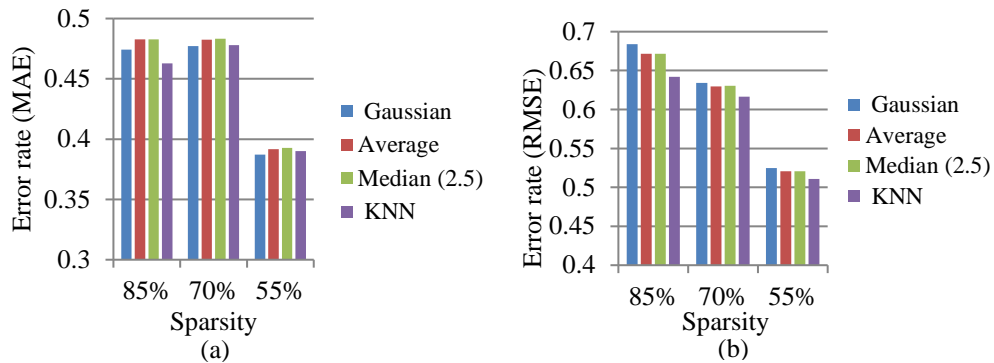 Error rate (MAE)
0.5
0.45
0.4
0.35
0.3
85% 70% 55%
Sparsity
(a)
Gaussian
Average
Median (2.5)
KNN
Error rate (RMSE)
0.7
0.65
0.6
0.55
0.5
0.45
0.4
85% 70% 55%
Sparsity
(b)
Gaussian
Average
Median (2.5)
KNN